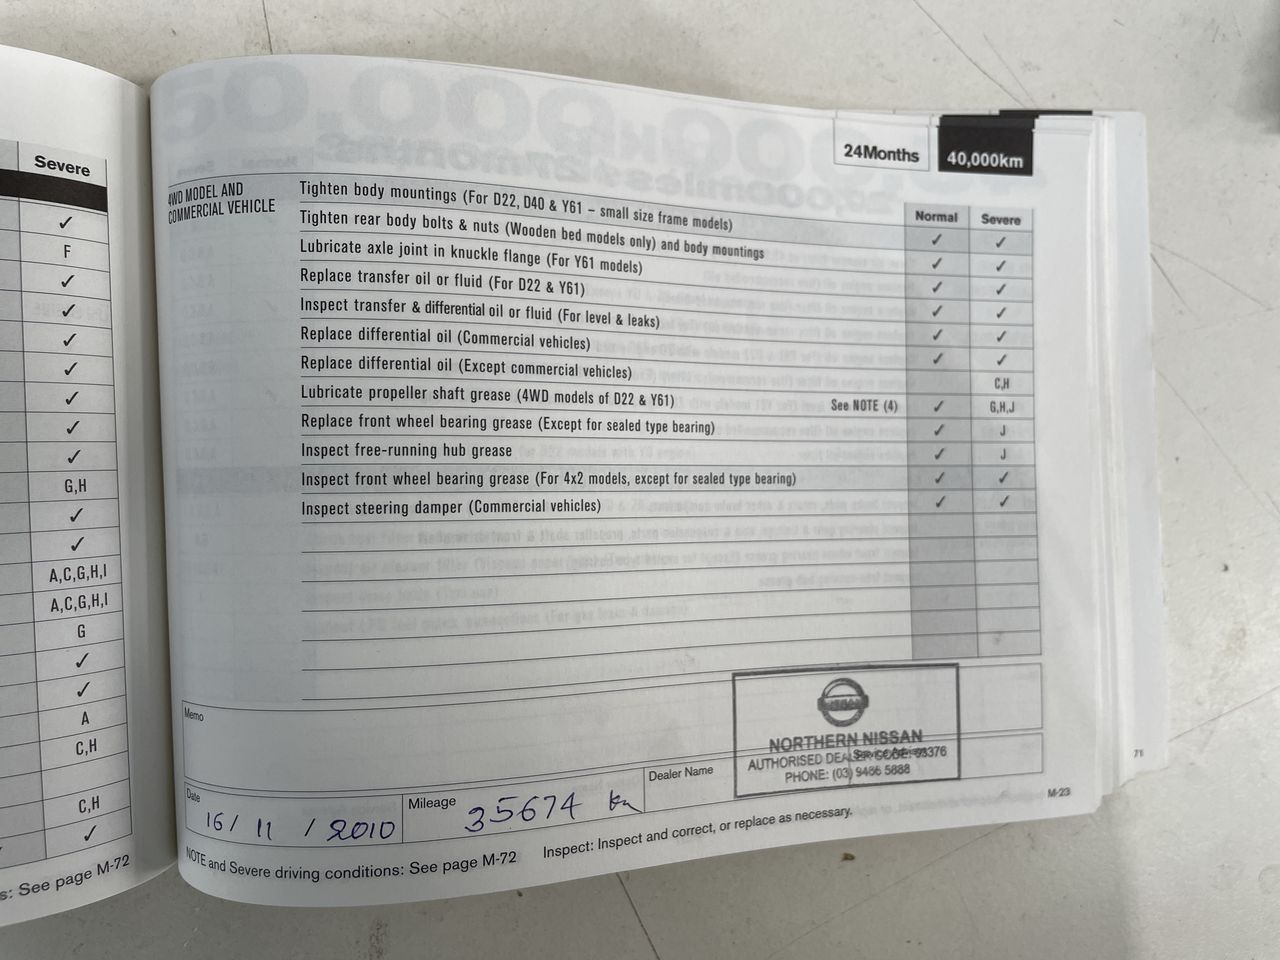 Severe
✓
F
✓
✓
✓
✓
✓
✓
✓
G,H
✓
✓
A,C,G,H,I
A,C,G,H,I
G
✓
✓
A
C,H
C,H
✓
s: See page M-72
24Months
40,000km
4WD MODEL AND
COMMERCIAL VEHICLE
Normal Severe
Tighten body mountings (For D22, D40 & Y61 – small size frame models) ✓ ✓
Tighten rear body bolts & nuts (Wooden bed models only) and body mountings ✓ ✓
Lubricate axle joint in knuckle flange (For Y61 models) ✓ ✓
Replace transfer oil or fluid (For D22 & Y61) ✓ ✓
Inspect transfer & differential oil or fluid (For level & leaks) ✓ ✓
Replace differential oil (Commercial vehicles) ✓ ✓
Replace differential oil (Except commercial vehicles) C,H
Lubricate propeller shaft grease (4WD models of D22 & Y61) See NOTE (4) ✓ G,H,J
Replace front wheel bearing grease (Except for sealed type bearing) ✓ J
Inspect free-running hub grease ✓ J
Inspect front wheel bearing grease (For 4x2 models, except for sealed type bearing) ✓ ✓
Inspect steering damper (Commercial vehicles) ✓ ✓
Memo
NISSAN
NORTHERN NISSAN
AUTHORISED DEALER CODE: 03376
PHONE: (03) 9436 5888
Date
16 / 11 / 2010
Mileage
35674 km
Dealer Name
Service Advisor
NOTE and Severe driving conditions: See page M-72
Inspect: Inspect and correct, or replace as necessary.
M-23
71